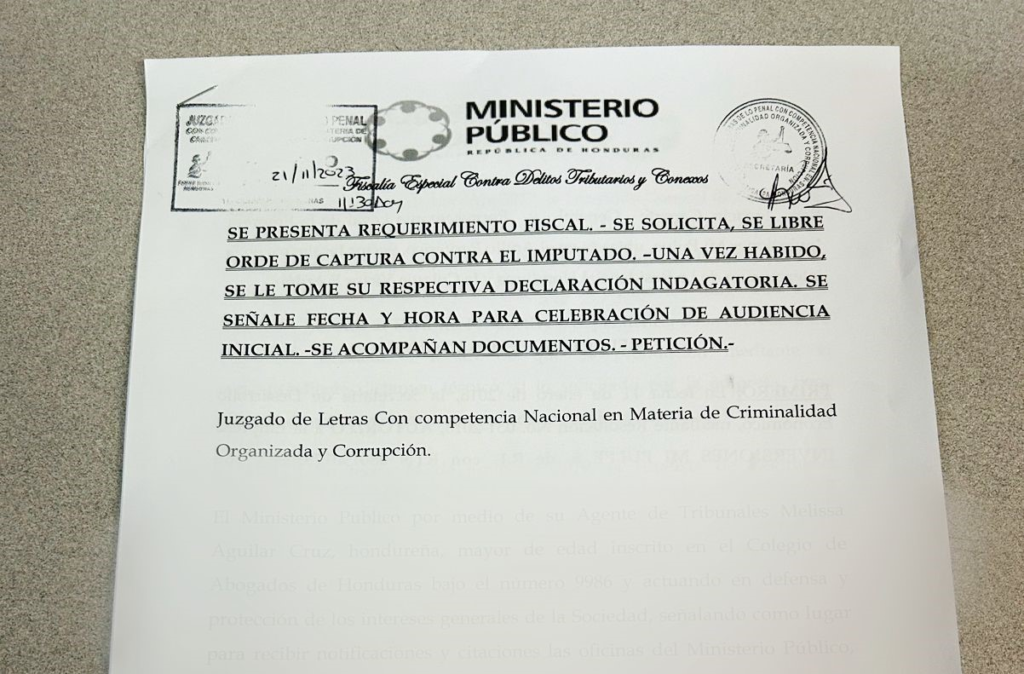 MINISTERIO
PÚBLICO
REPÚBLICA DE HONDURAS
JUZGAD PENAL
21/11/2023
Fiscalía Especial Contra Delitos Tributarios y Conexos
11:30
SECRETARÍA
SE PRESENTA REQUERIMIENTO FISCAL. - SE SOLICITA, SE LIBRE
ORDE DE CAPTURA CONTRA EL IMPUTADO. –UNA VEZ HABIDO,
SE LE TOME SU RESPECTIVA DECLARACIÓN INDAGATORIA. SE
SEÑALE FECHA Y HORA PARA CELEBRACIÓN DE AUDIENCIA
INICIAL. -SE ACOMPAÑAN DOCUMENTOS. - PETICIÓN.-
Juzgado de Letras Con competencia Nacional en Materia de Criminalidad
Organizada y Corrupción.
El Ministerio Público por medio de su Agente de Tribunales Melissa
Aguilar Cruz, hondureña, mayor de edad inscrito en el Colegio de
Abogados de Honduras bajo el número y actuando en defensa y
protección de los intereses generales de la Sociedad, señalando como lugar
para recibir notificaciones y citaciones las oficinas del Ministerio Público,